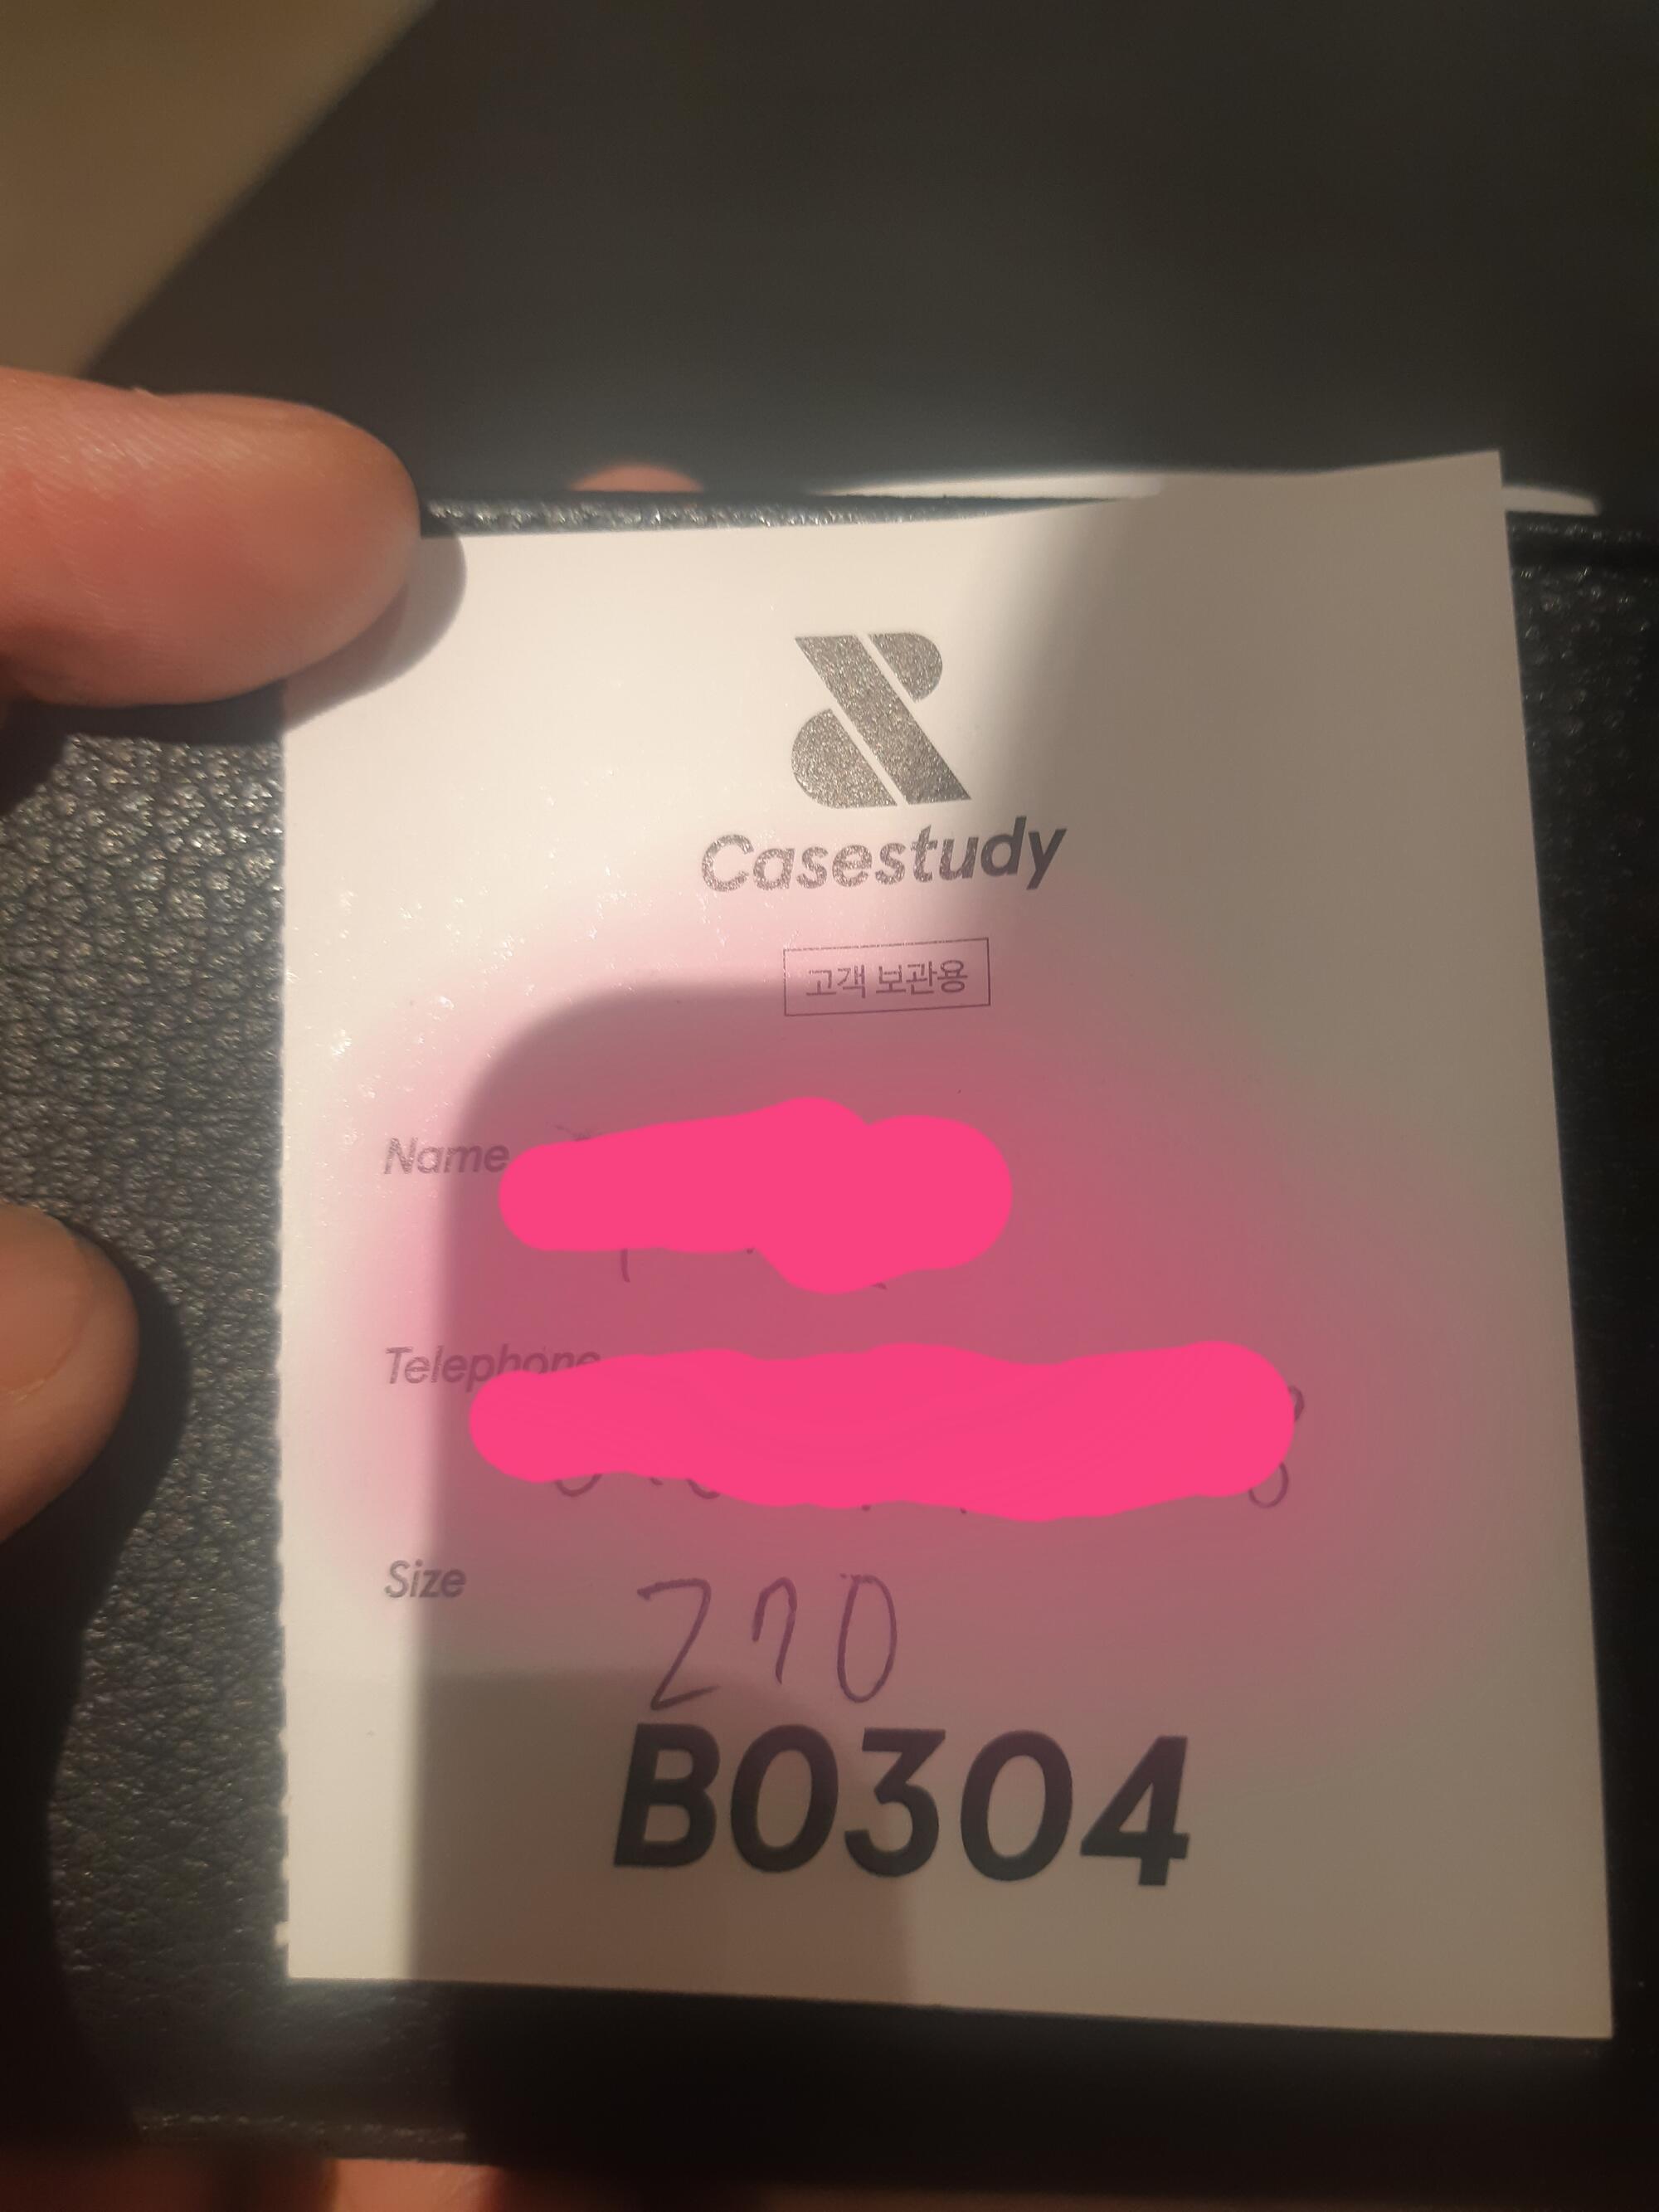 Casestudy
고객 보관용
Name
Telephone
Size 270
B0304